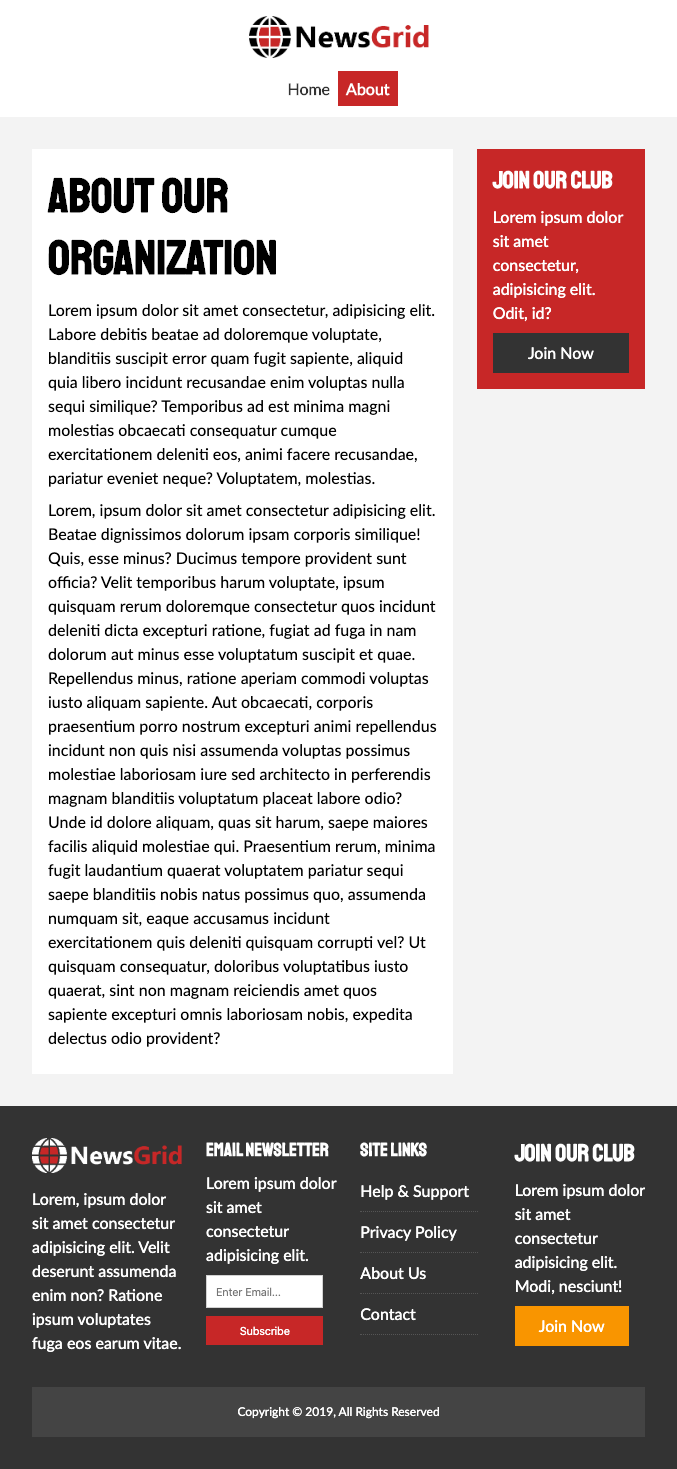 NewsGrid
Home About
ABOUT OUR
ORGANIZATION
Lorem ipsum dolor sit amet consectetur, adipisicing elit.
Labore debitis beatae ad doloremque voluptate,
blanditiis suscipit error quam fugit sapiente, aliquid
quia libero incidunt recusandae enim voluptas nulla
sequi similique? Temporibus ad est minima magni
molestias obcaecati consequatur cumque
exercitationem deleniti eos, animi facere recusandae,
pariatur eveniet neque? Voluptatem, molestias.
Lorem, ipsum dolor sit amet consectetur adipisicing elit.
Beatae dignissimos dolorum ipsam corporis similique!
Quis, esse minus? Ducimus tempore provident sunt
officia? Velit temporibus harum voluptate, ipsum
quisquam rerum doloremque consectetur quos incidunt
deleniti dicta excepturi ratione, fugiat ad fuga in nam
dolorum aut minus esse voluptatum suscipit et quae.
Repellendus minus, ratione aperiam commodi voluptas
iusto aliquam sapiente. Aut obcaecati, corporis
praesentium porro nostrum excepturi animi repellendus
incidunt non quis nisi assumenda voluptas possimus
molestiae laboriosam iure sed architecto in perferendis
magnam blanditiis voluptatum placeat labore odio?
Unde id dolore aliquam, quas sit harum, saepe maiores
facilis aliquid molestiae qui. Praesentium rerum, minima
fugit laudantium quaerat voluptatem pariatur sequi
saepe blanditiis nobis natus possimus quo, assumenda
numquam sit, eaque accusamus incidunt
exercitationem quis deleniti quisquam corrupti vel? Ut
quisquam consequatur, doloribus voluptatibus iusto
quaerat, sint non magnam reiciendis amet quos
sapiente excepturi omnis laboriosam nobis, expedita
delectus odio provident?
JOIN OUR CLUB
Lorem ipsum dolor
sit amet
consectetur,
adipisicing elit.
Odit, id?
Join Now
NewsGrid
Lorem, ipsum dolor
sit amet consectetur
adipisicing elit. Velit
deserunt assumenda
enim non? Ratione
ipsum voluptates
fuga eos earum vitae.
EMAIL NEWSLETTER
Lorem ipsum dolor
sit amet
consectetur
adipisicing elit.
Enter Email...
Subscribe
SITE LINKS
Help & Support
Privacy Policy
About Us
Contact
JOIN OUR CLUB
Lorem ipsum dolor
sit amet
consectetur
adipisicing elit.
Modi, nesciunt!
Join Now
Copyright © 2019, All Rights Reserved